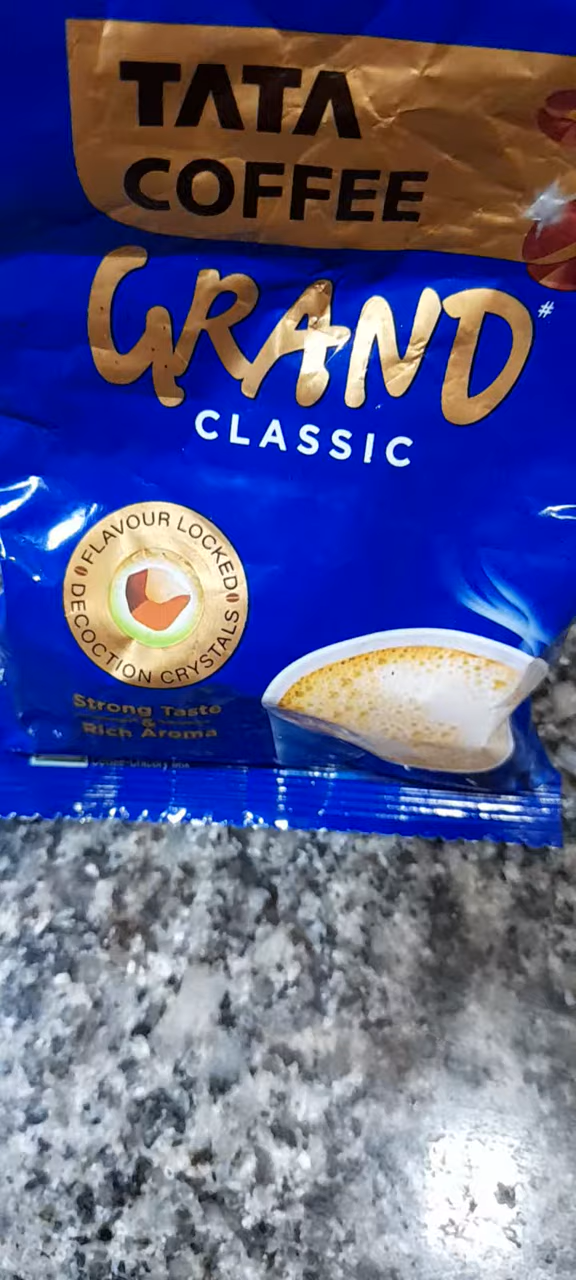 TATA
COFFEE
GRAND#
CLASSIC
FLAVOUR LOCKED
DECOCTION CRYSTALS
Strong Taste
&
Rich Aroma